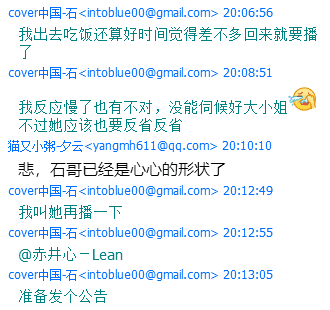 cover中国-石<intoblue00@gmail.com> 20:06:56
我出去吃饭还算好时间觉得差不多回来就要播
了
cover中国-石<intoblue00@gmail.com> 20:08:51
我反应慢了也有不对，没能伺候好大小姐
不过她应该也要反省反省
猫又小粥-夕云<yangmh611@qq.com> 20:10:10
悲，石哥已经是心心的形状了
cover中国-石<intoblue00@gmail.com> 20:12:49
我叫她再播一下
cover中国-石<intoblue00@gmail.com> 20:12:55
@赤井心－Lean
cover中国-石<intoblue00@gmail.com> 20:13:05
准备发个公告